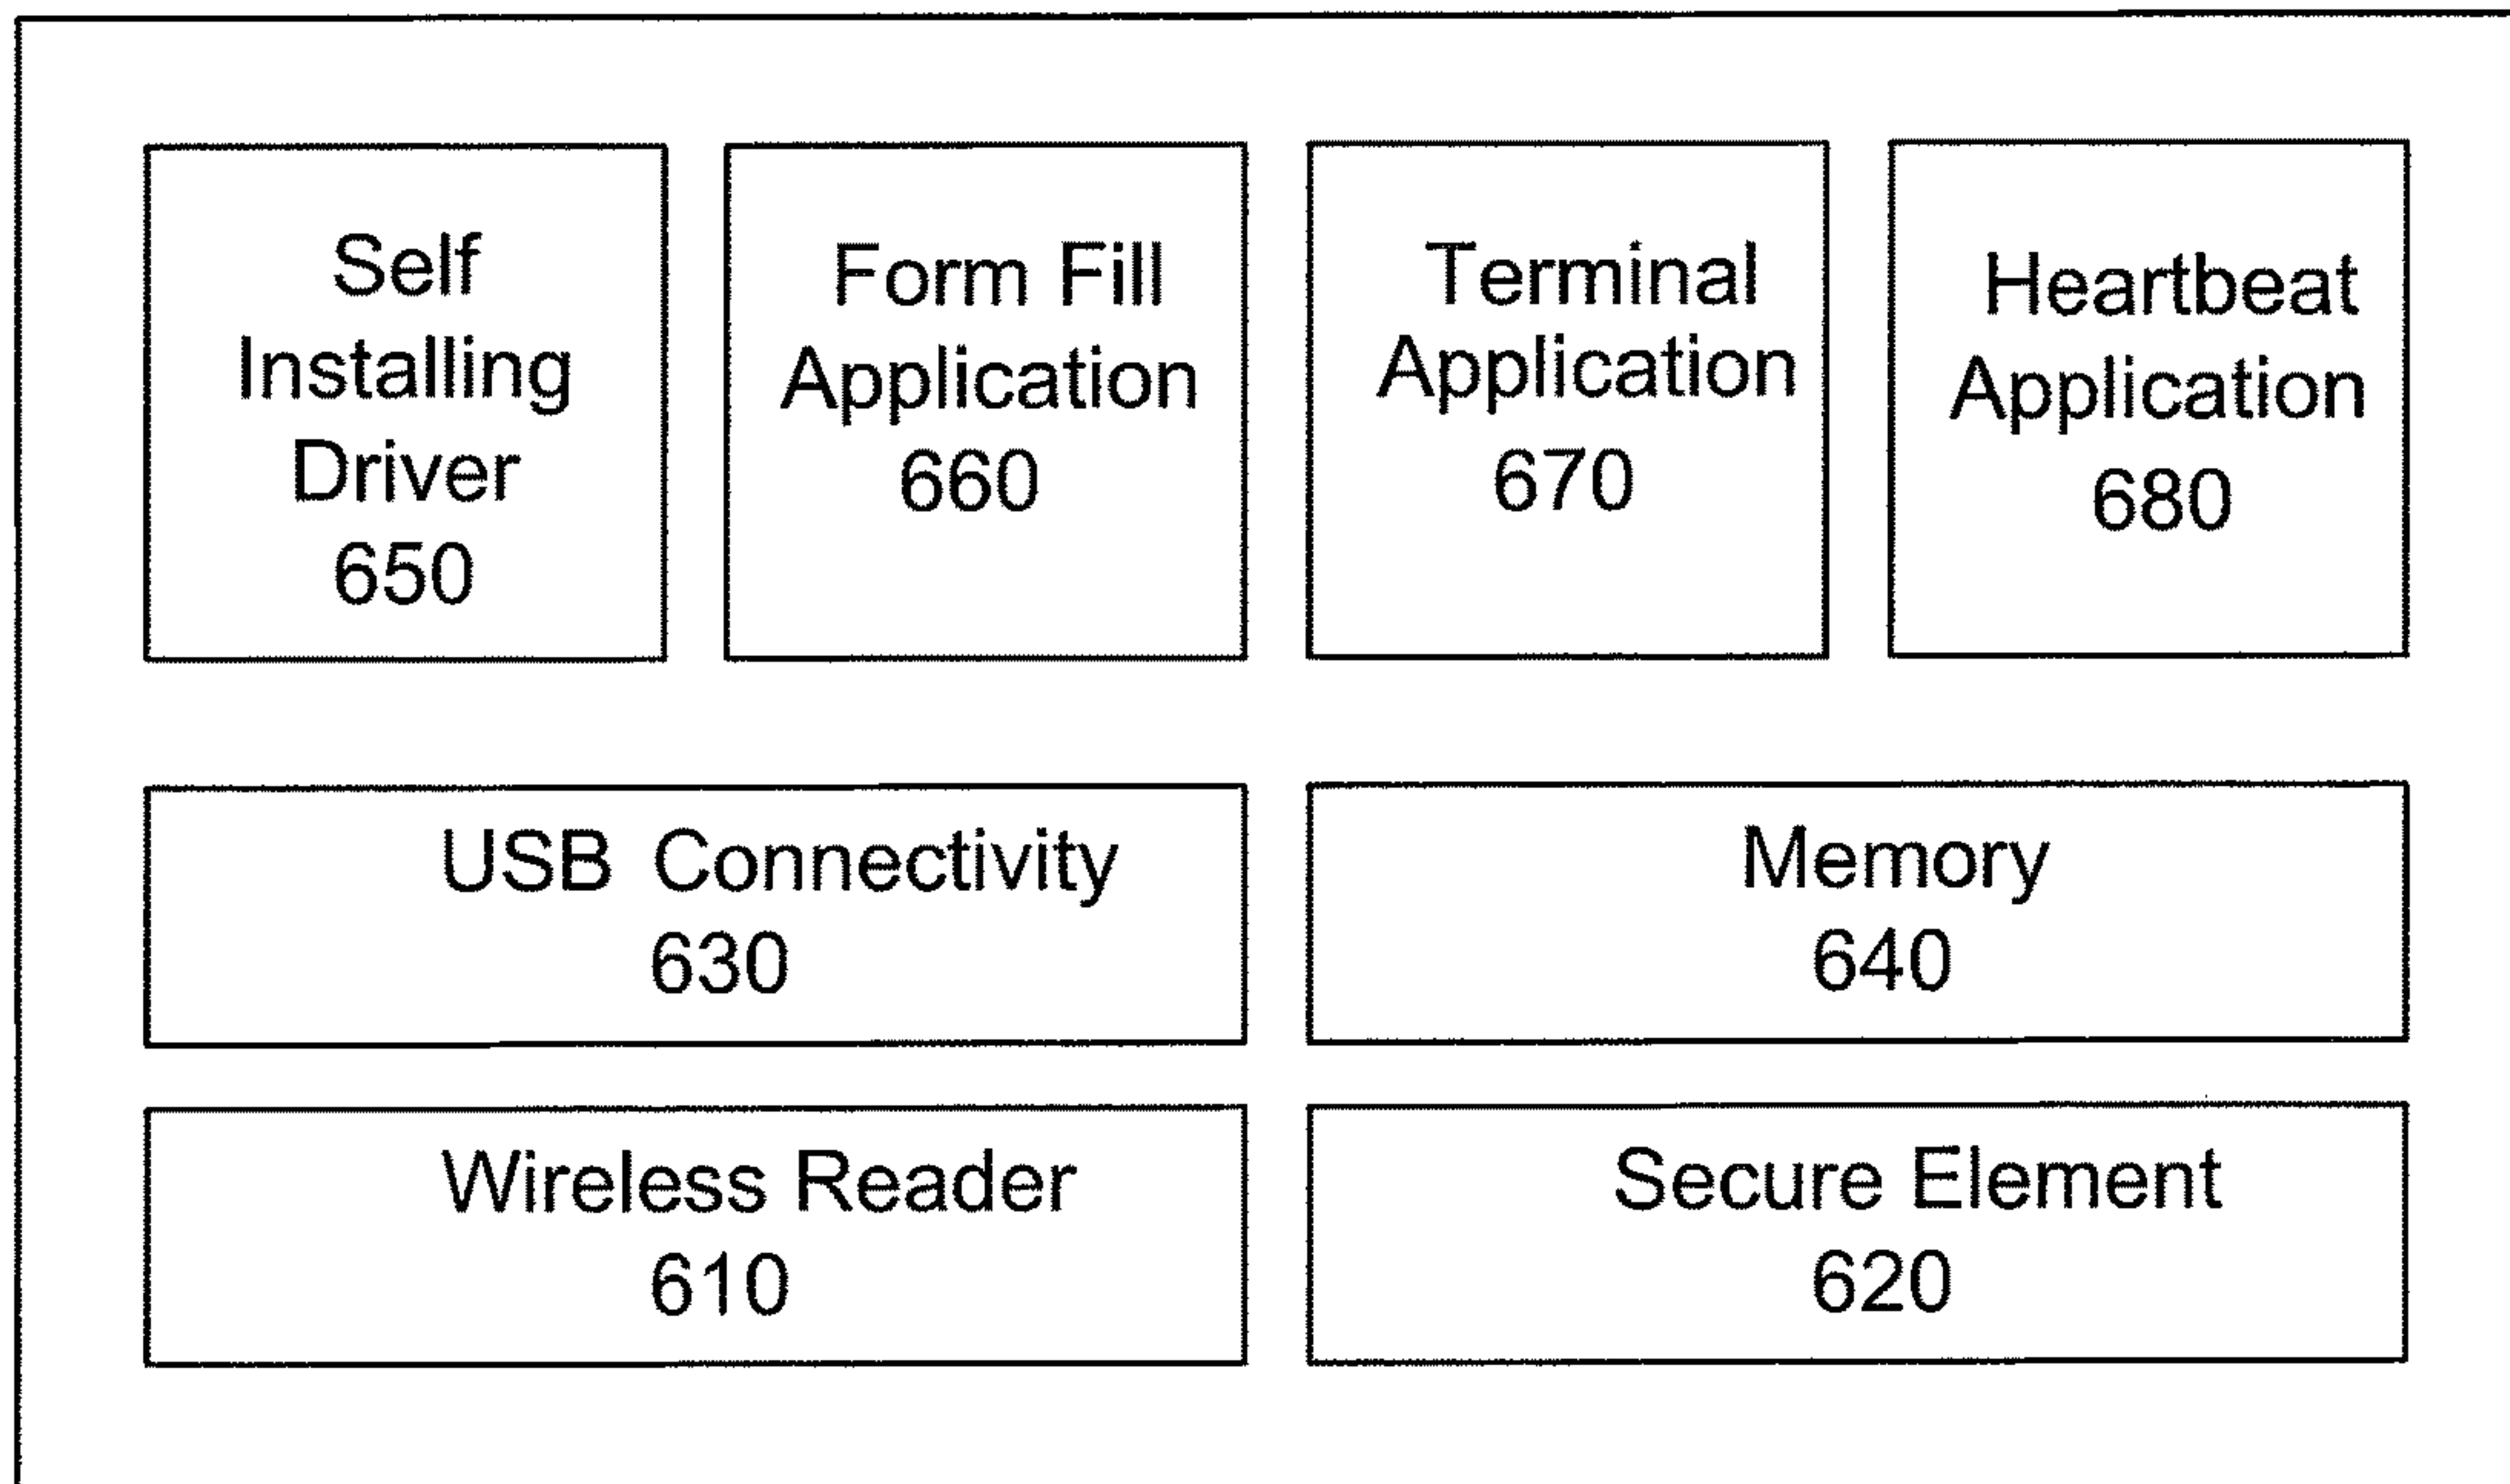 Self
Installing
Driver
650
Form Fill
Application
660
Terminal
Application
670
Heartbeat
Application
680
USB Connectivity
630
Memory
640
Wireless Reader
610
Secure Element
620